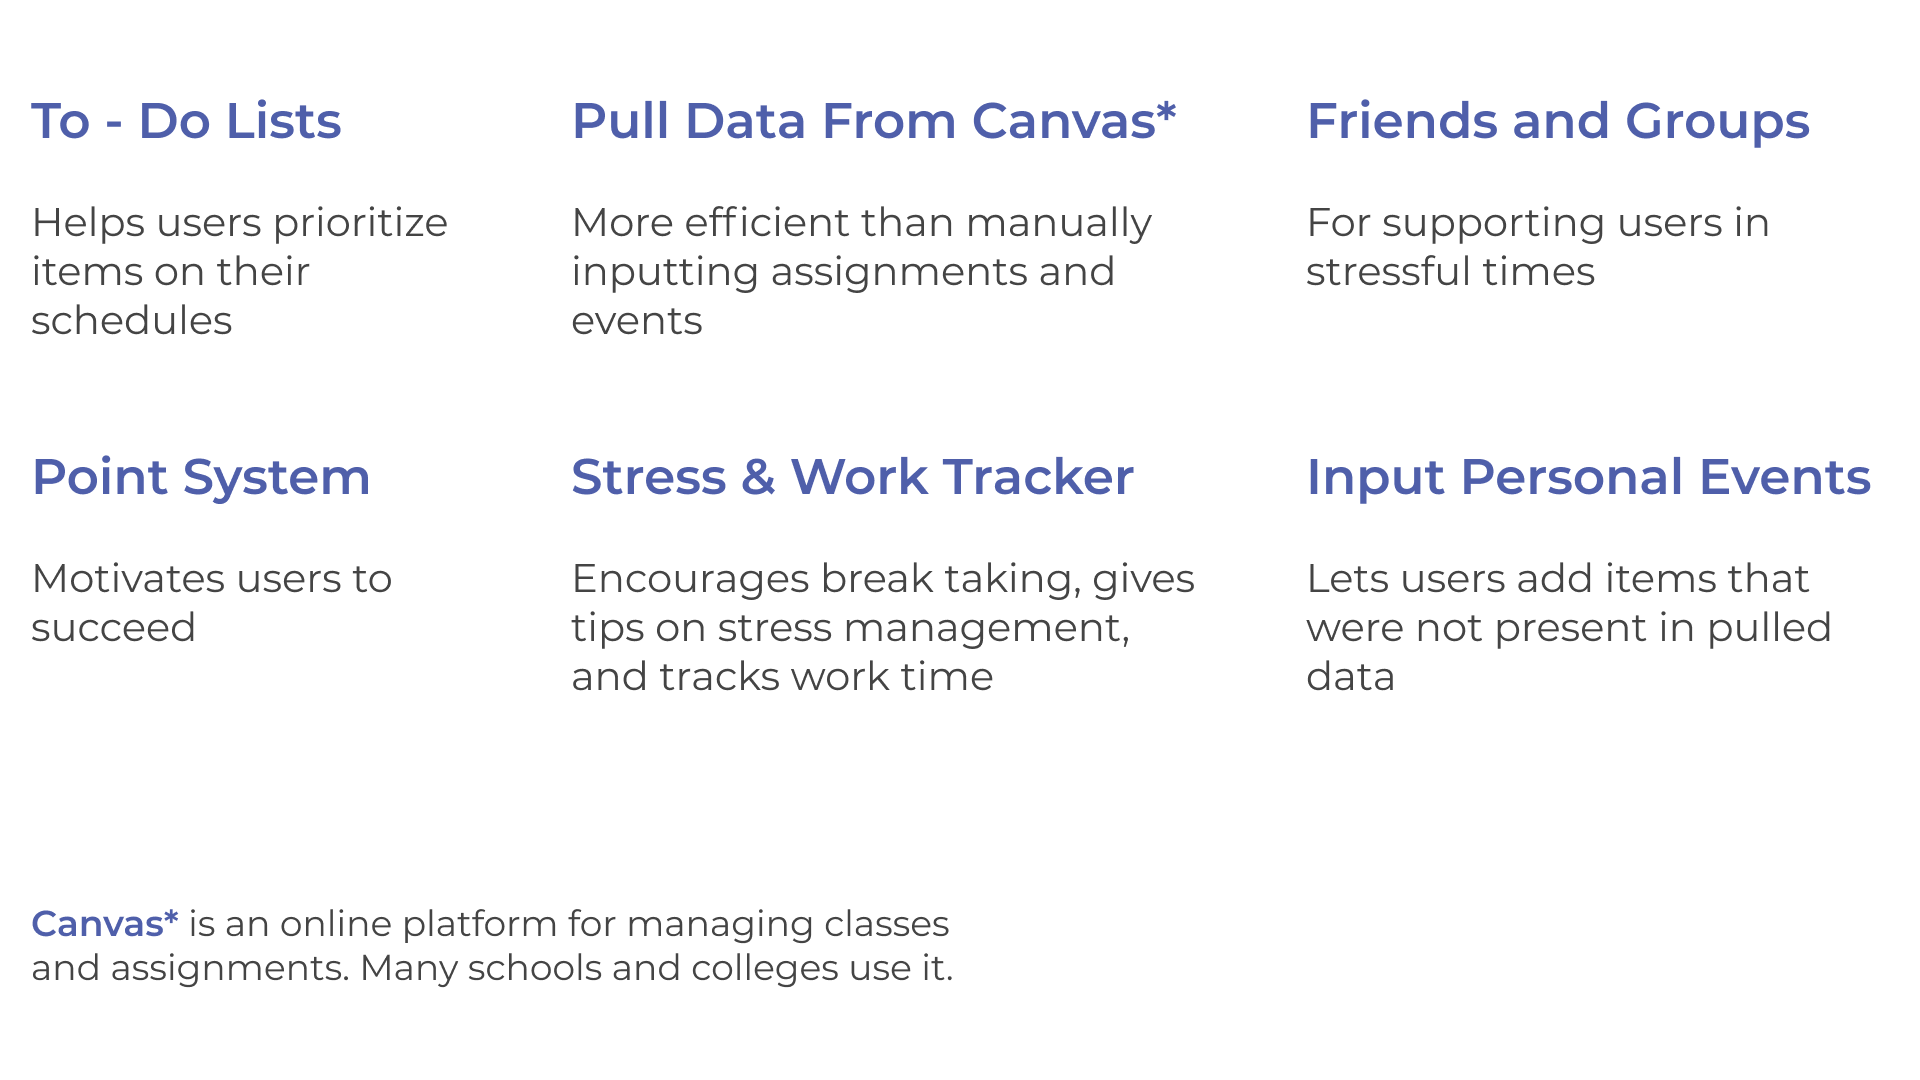 To - Do Lists
Helps users prioritize
items on their
schedules
Pull Data From Canvas*
More efficient than manually
inputting assignments and
events
Friends and Groups
For supporting users in
stressful times
Point System
Motivates users to
succeed
Stress & Work Tracker
Encourages break taking, gives
tips on stress management,
and tracks work time
Input Personal Events
Lets users add items that
were not present in pulled
data
Canvas* is an online platform for managing classes
and assignments. Many schools and colleges use it.